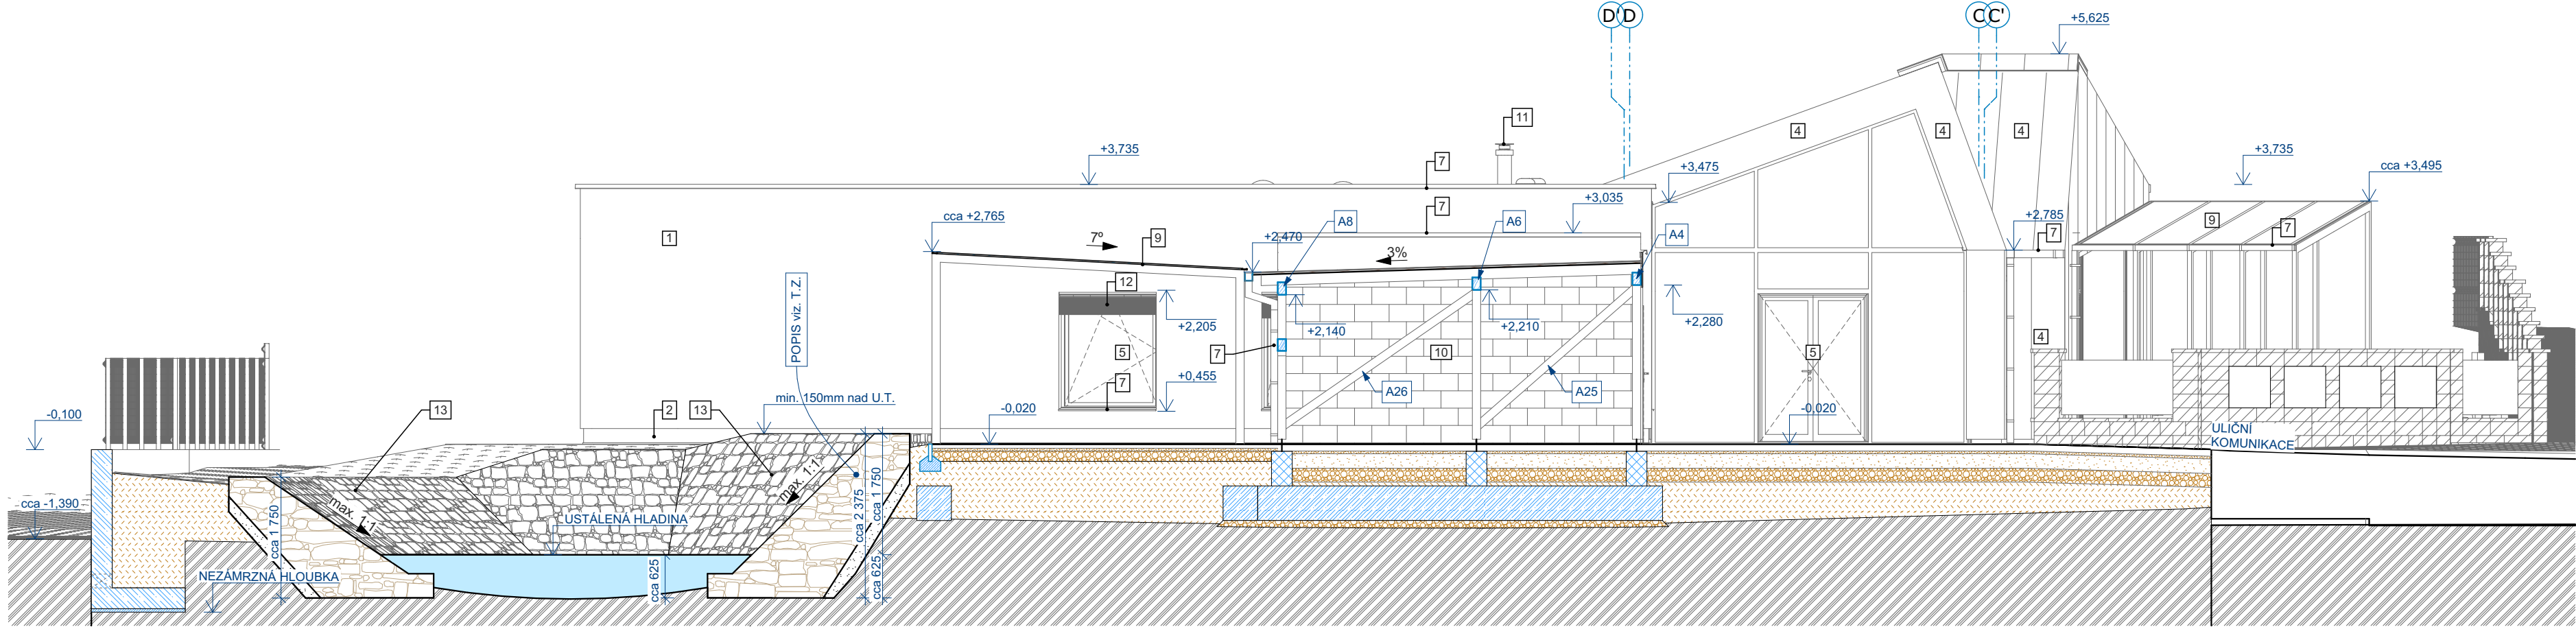 D'
D
C
C'
+5,625
11
4
4
4
+3,735
7
+3,475
+3,735
cca +3,495
cca +2,765
7
+3,035
A8
A6
A4
+2,785
9
7
7
1
7º
9
+2,470
3%
12
POPIS viz. T.Z.
+2,205
+2,140
+2,210
+2,280
5
7
10
5
4
7
+0,455
A26
A25
min. 150mm nad U.T.
-0,100
13
2
13
-0,020
-0,020
ULIČNÍ
KOMUNIKACE
max. 1:1
max. 1:1
cca -1,390
cca 1 750
USTÁLENÁ HLADINA
cca 2 375
cca 1 750
NEZÁMRZNÁ HLOUBKA
cca 625
cca 625